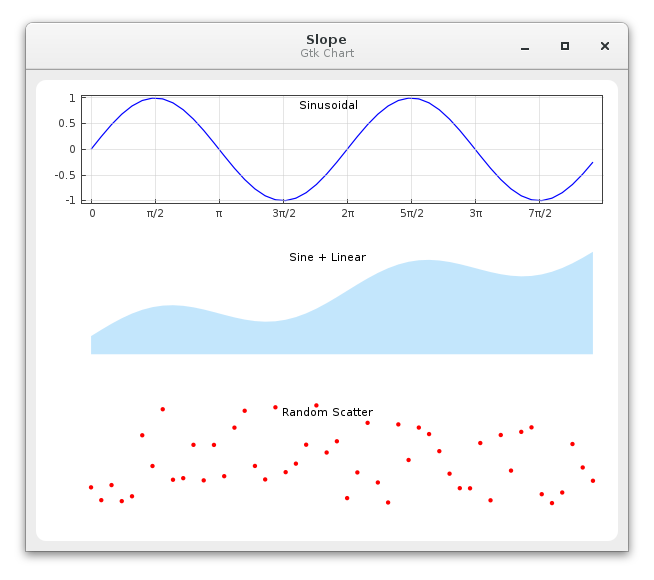 Slope
Gtk Chart
Sinusoidal
1
0.5
0
-0.5
-1
0 π/2 π 3π/2 2π 5π/2 3π 7π/2
Sine + Linear
Random Scatter